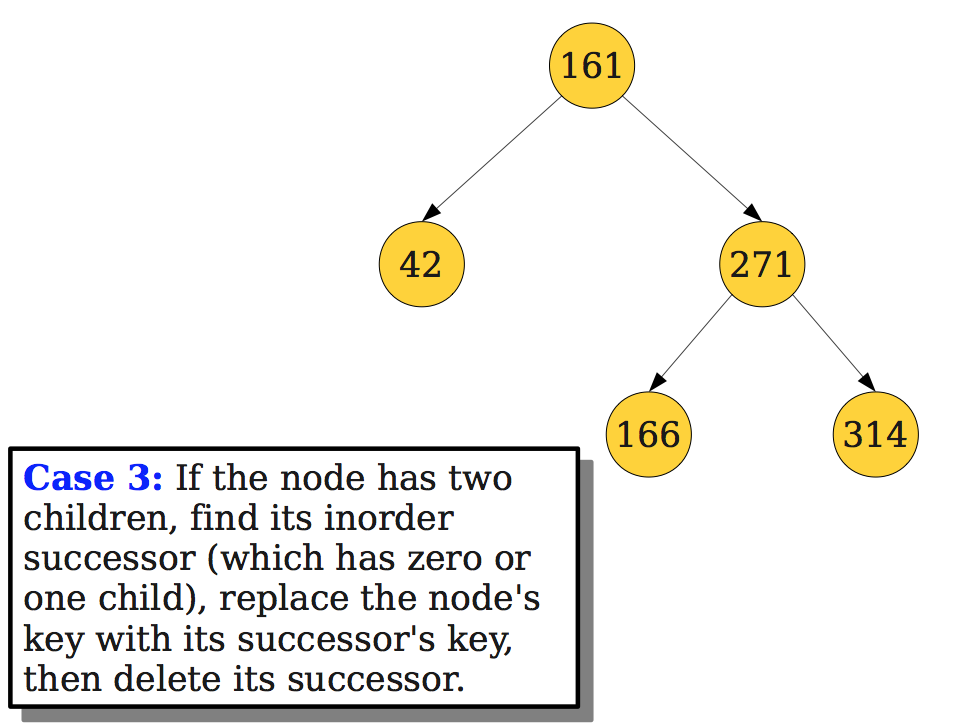 161
42
271
166
314
Case 3: If the node has two
children, find its inorder
successor (which has zero or
one child), replace the node's
key with its successor's key,
then delete its successor.